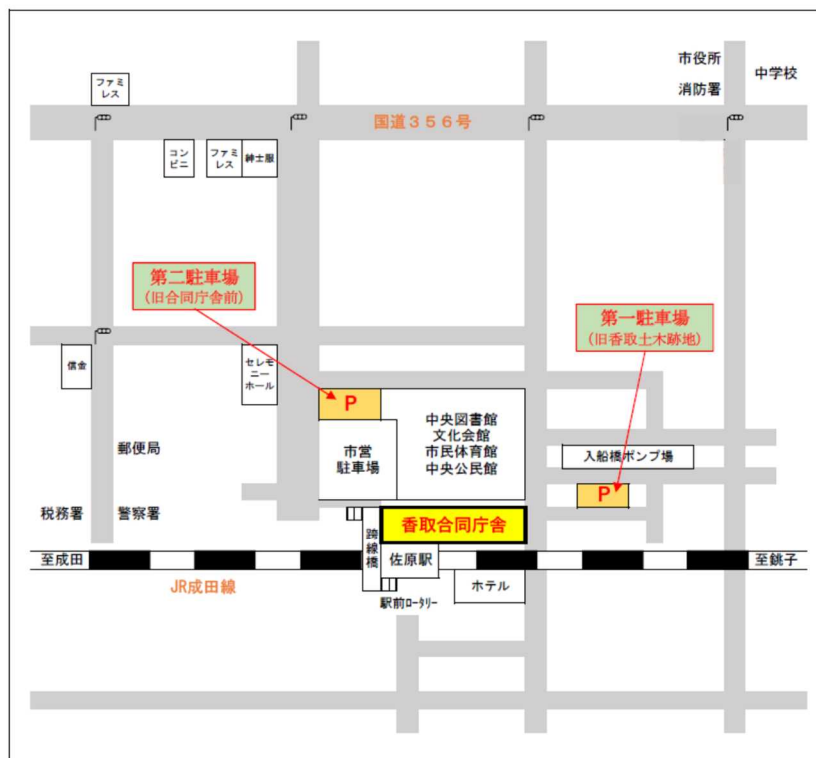 市役所
消防署
中学校
ファミ
レス
国道３５６号
コン
ビニ
ファミ
レス
紳士服
第二駐車場
(旧合同庁舎前)
第一駐車場
(旧香取土木跡地)
信金
セレモ
ニー
ホール
P
中央図書館
文化会館
市民体育館
中央公民館
市営
駐車場
郵便局
入船橋ポンプ場
P
税務署
警察署
香取合同庁舎
跨線橋
佐原駅
至成田
至銚子
JR成田線
ホテル
駅前ロータリー